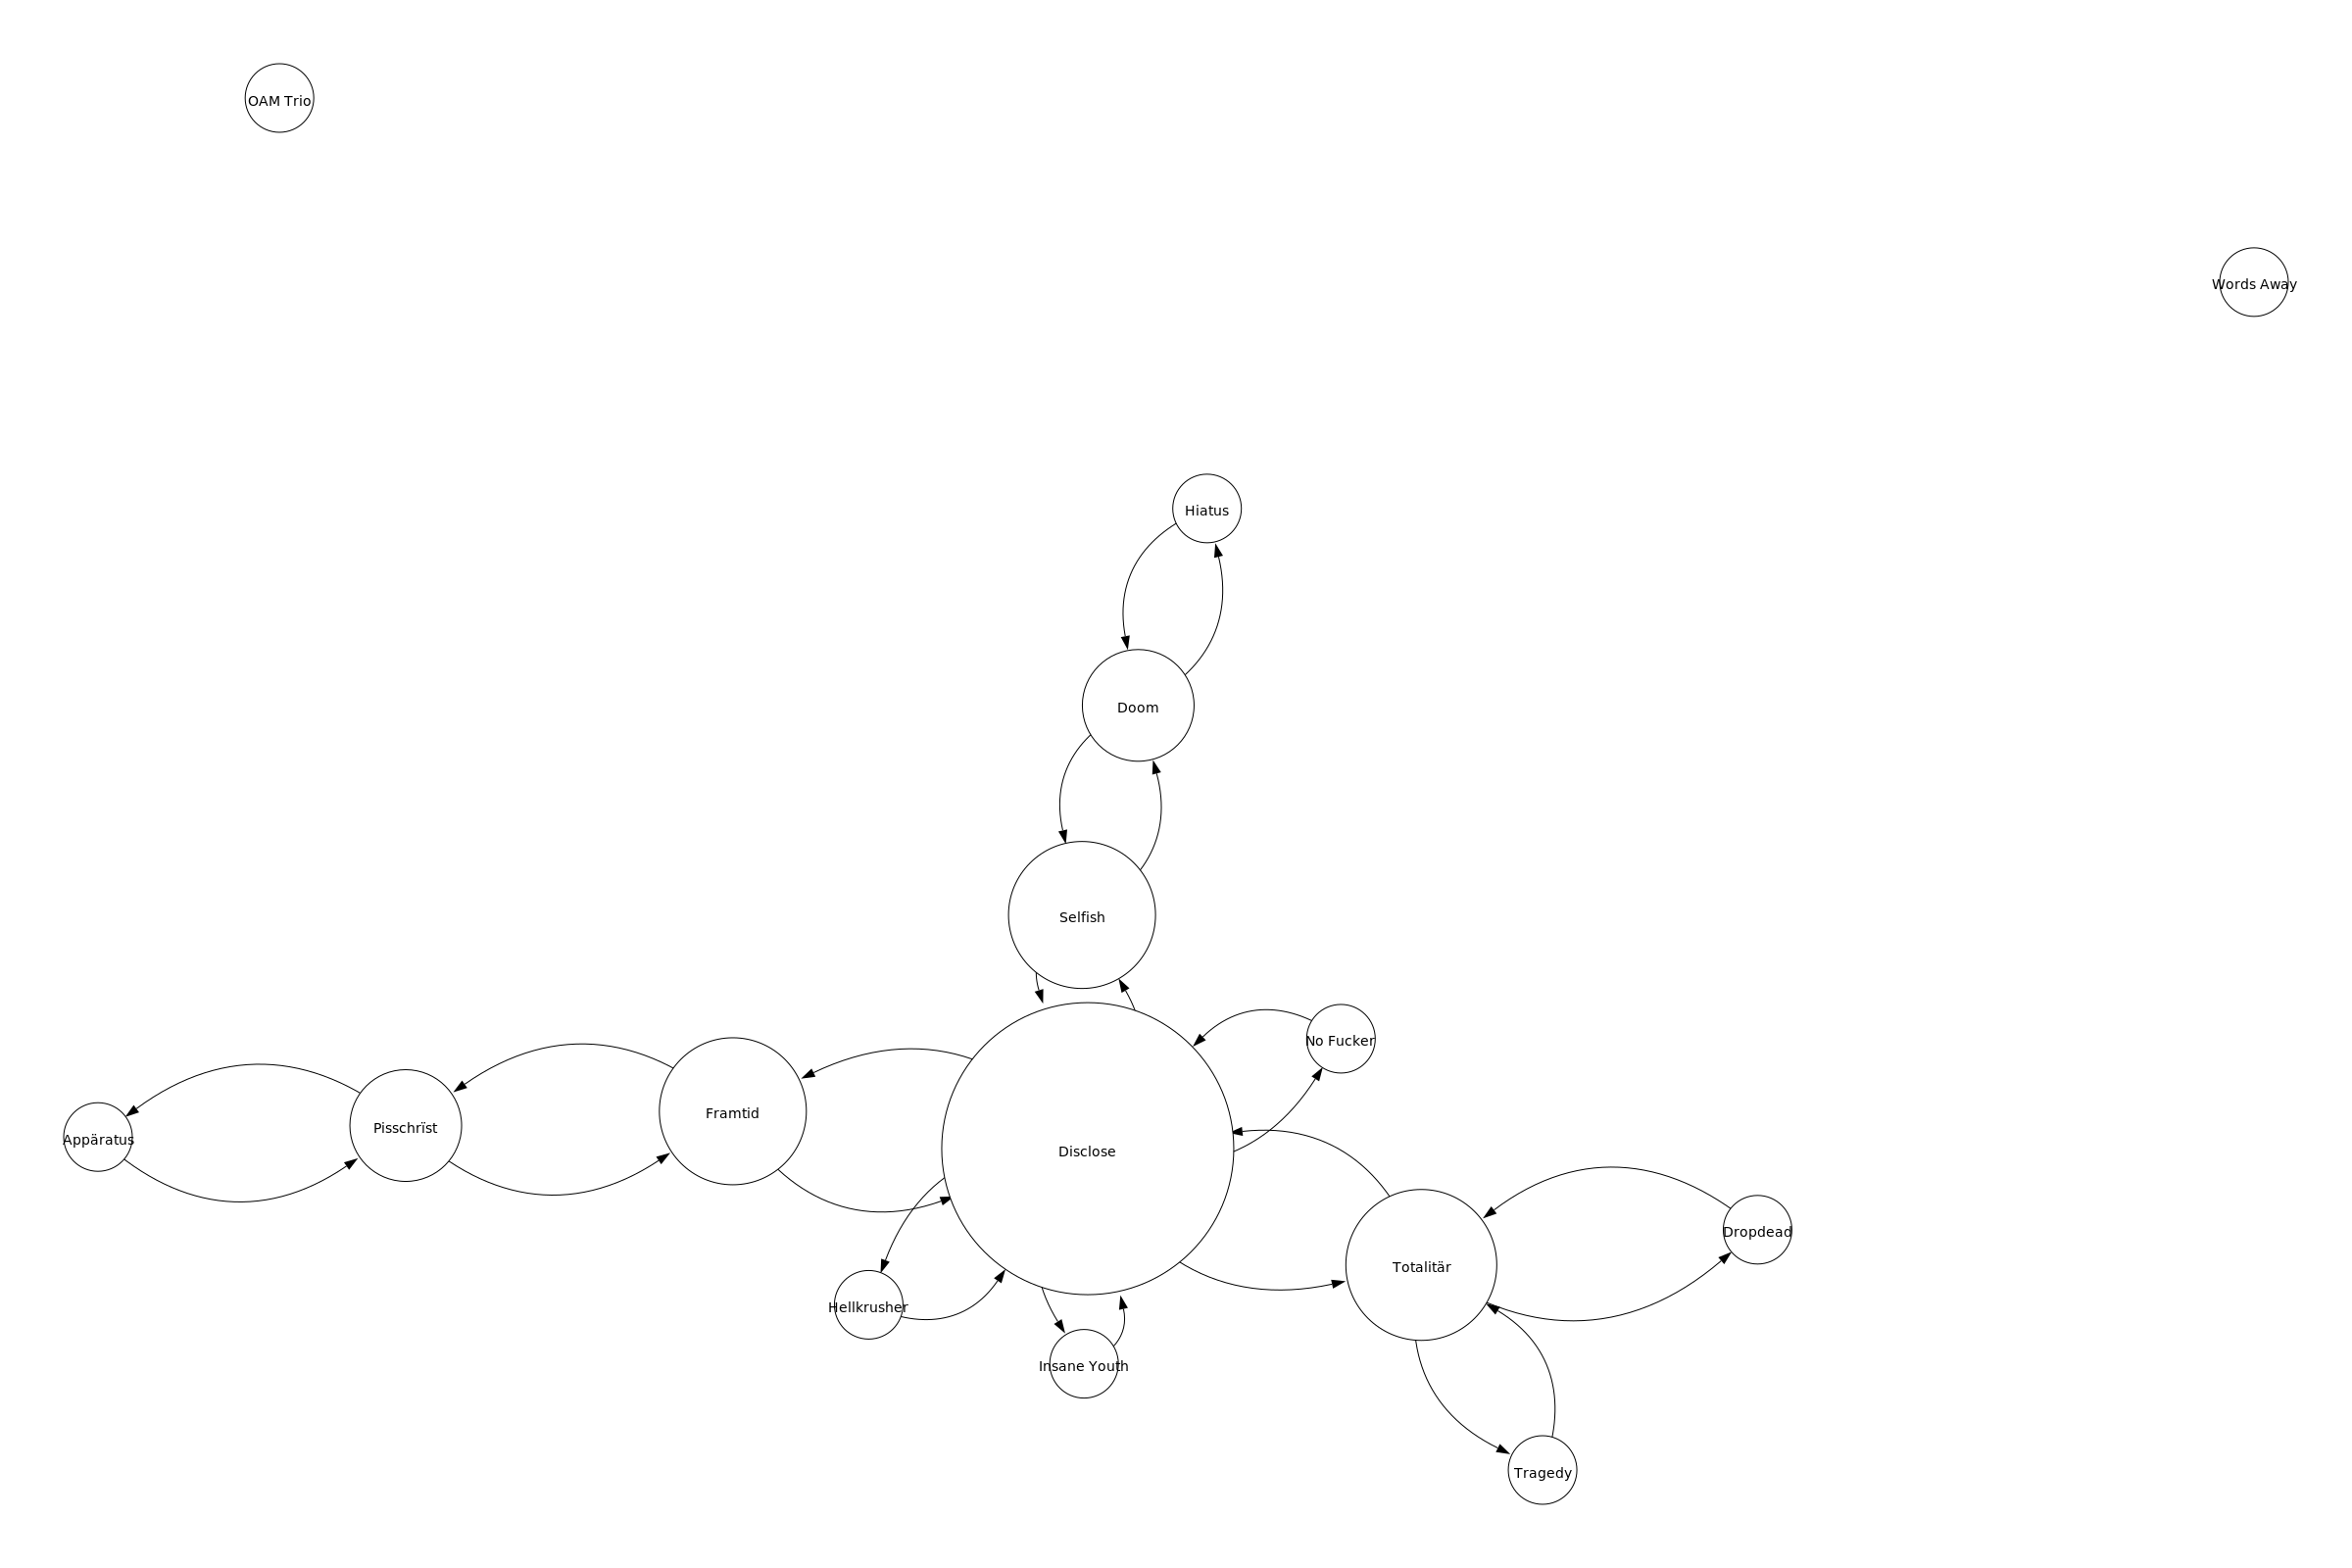 OAM Trio
Words Away
Hiatus
Doom
Selfish
No Fucker
Framtid
Pisschrïst
Appäratus
Disclose
Dropdead
Totalitär
Hellkrusher
Insane Youth
Tragedy